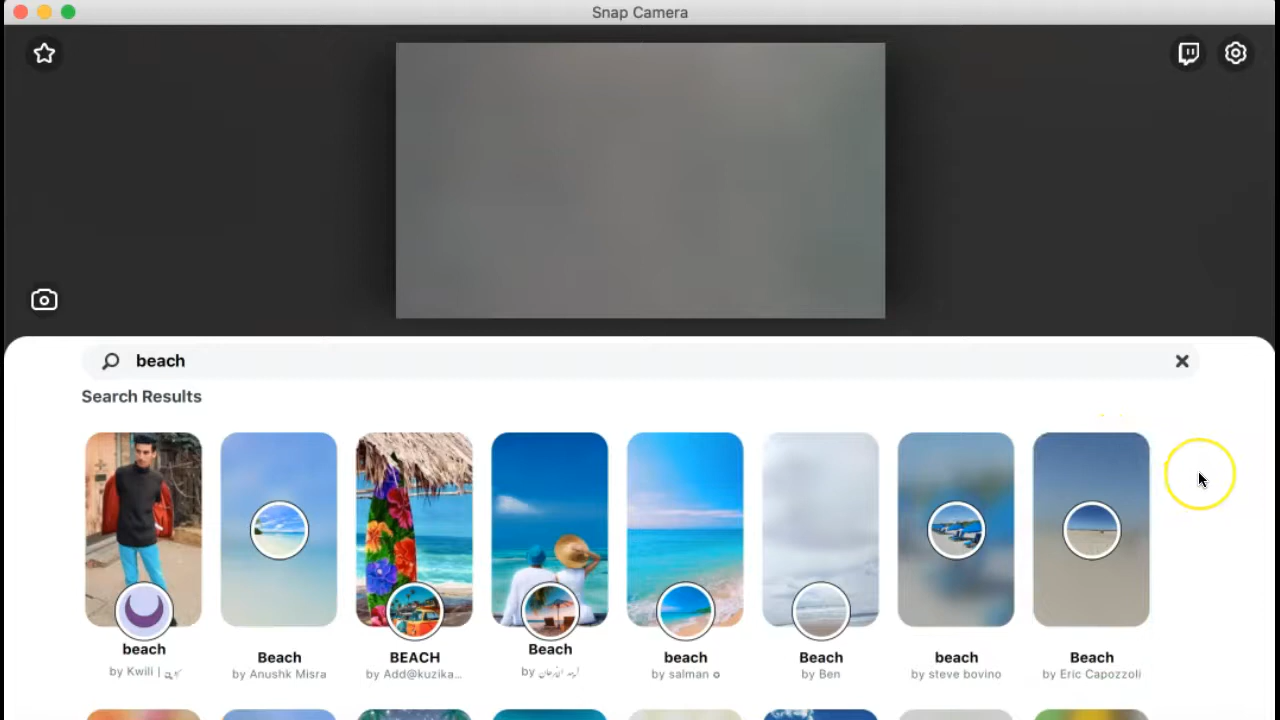 Snap Camera
beach
Search Results
beach
by Kwili |
Beach
by Anushk Misra
BEACH
by Add@kuzika...
Beach
by
beach
by salman
Beach
by Ben
beach
by steve bovino
Beach
by Eric Capozzoli